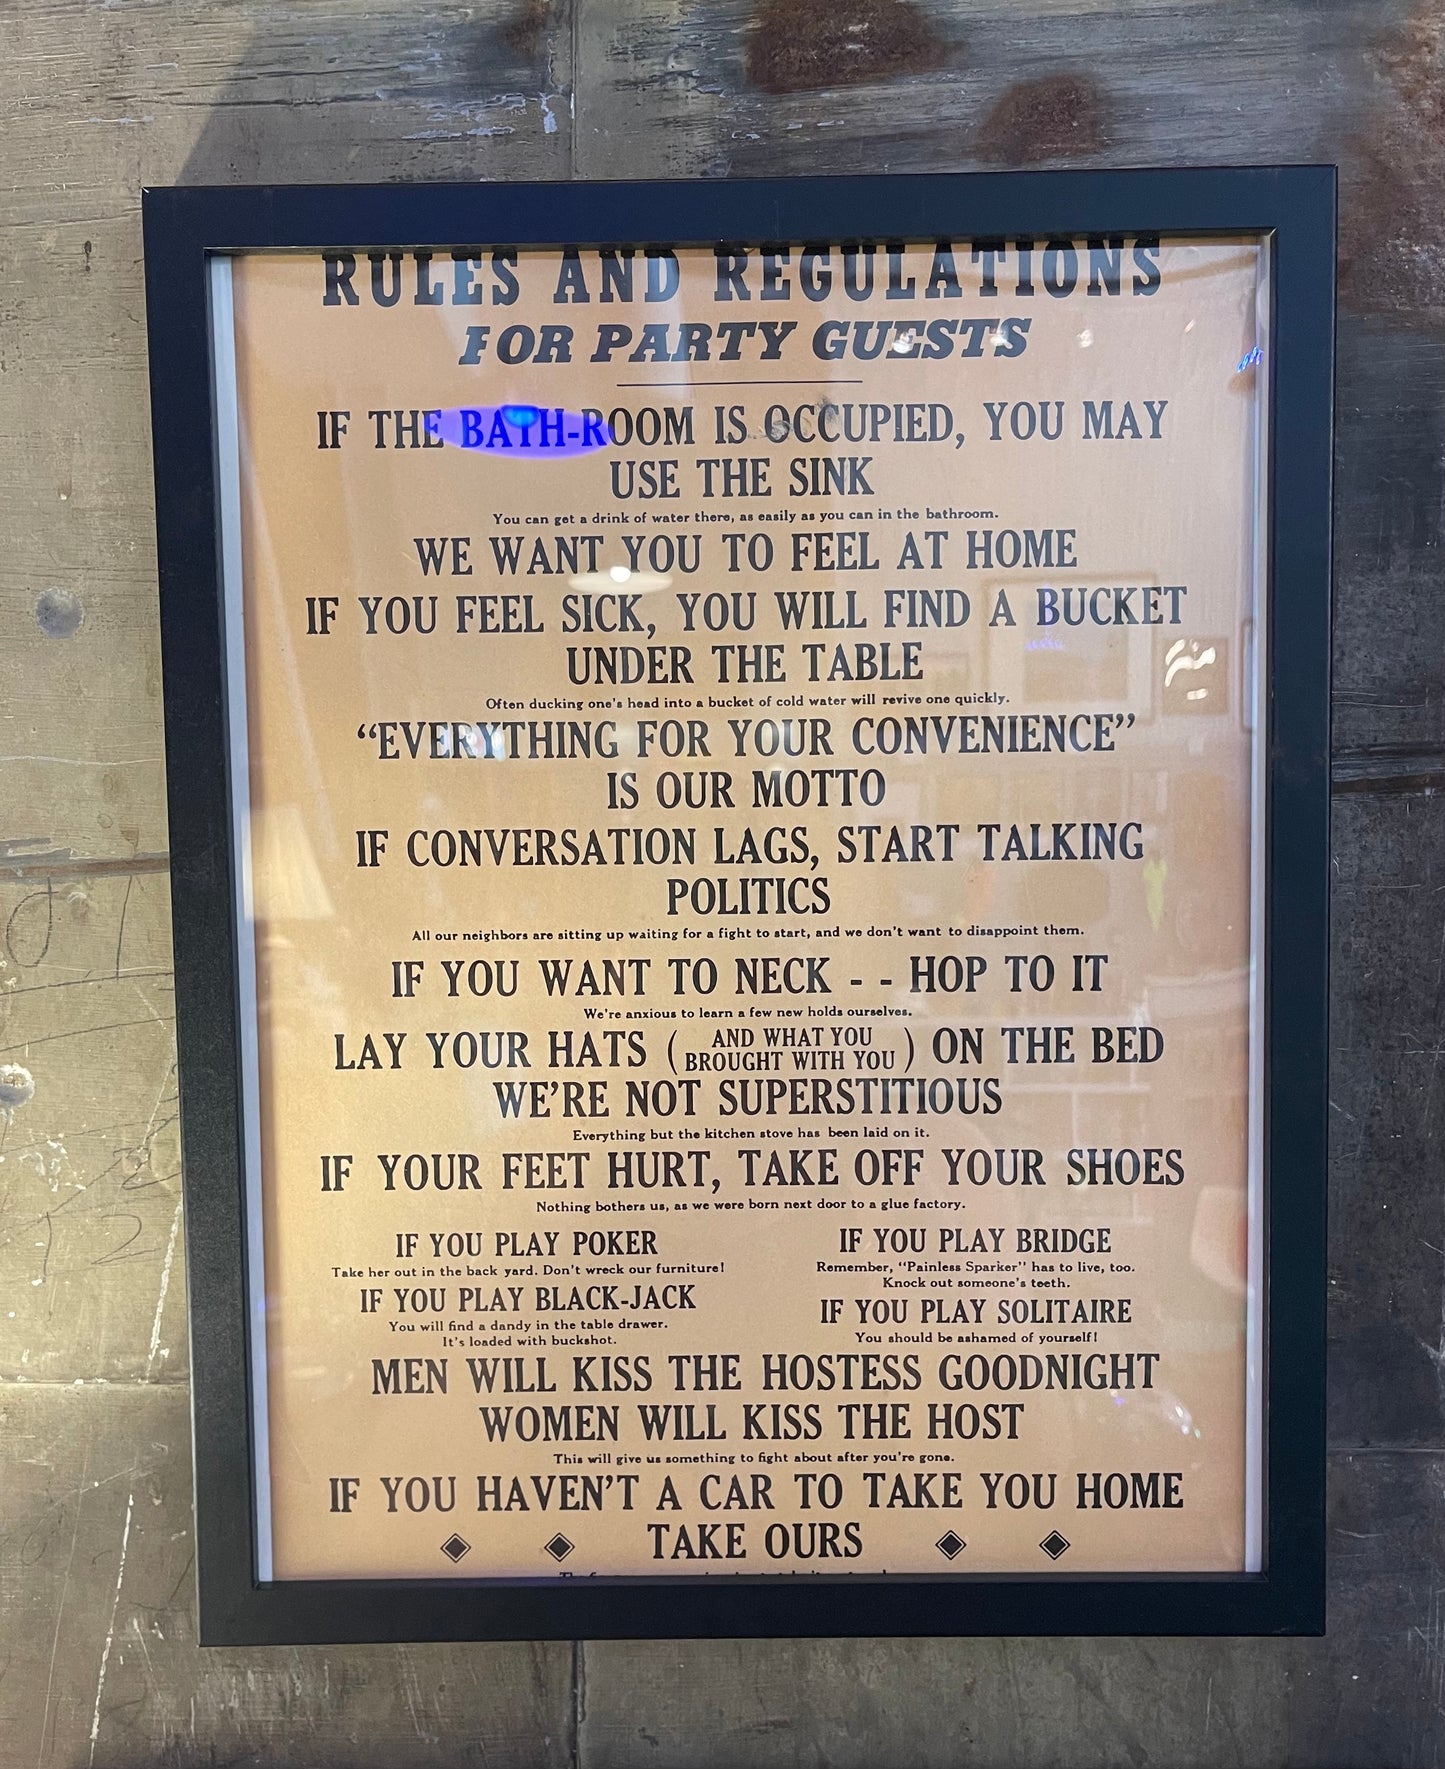 RULES AND REGULATIONS
FOR PARTY GUESTS
IF THE BATH-ROOM IS OCCUPIED, YOU MAY
USE THE SINK
You can get a drink of water there, as easily as you can in the bathroom.
WE WANT YOU TO FEEL AT HOME
IF YOU FEEL SICK, YOU WILL FIND A BUCKET
UNDER THE TABLE
Often ducking one's head into a bucket of cold water will revive one quickly.
“EVERYTHING FOR YOUR CONVENIENCE”
IS OUR MOTTO
IF CONVERSATION LAGS, START TALKING
POLITICS
All our neighbors are sitting up waiting for a fight to start, and we don't want to disappoint them.
IF YOU WANT TO NECK - - HOP TO IT
We're anxious to learn a few new holds ourselves.
LAY YOUR HATS (AND WHAT YOU
BROUGHT WITH YOU) ON THE BED
WE'RE NOT SUPERSTITIOUS
Everything but the kitchen stove has been laid on it.
IF YOUR FEET HURT, TAKE OFF YOUR SHOES
Nothing bothers us, as we were born next door to a glue factory.
IF YOU PLAY POKER
Take her out in the back yard. Don't wreck our furniture!
IF YOU PLAY BLACK-JACK
You will find a dandy in the table drawer.
It's loaded with buckshot.
IF YOU PLAY BRIDGE
Remember, “Painless Sparker” has to live, too.
Knock out someone's teeth.
IF YOU PLAY SOLITAIRE
You should be ashamed of yourself!
MEN WILL KISS THE HOSTESS GOODNIGHT
WOMEN WILL KISS THE HOST
This will give us something to fight about after you're gone.
IF YOU HAVEN'T A CAR TO TAKE YOU HOME
TAKE OURS